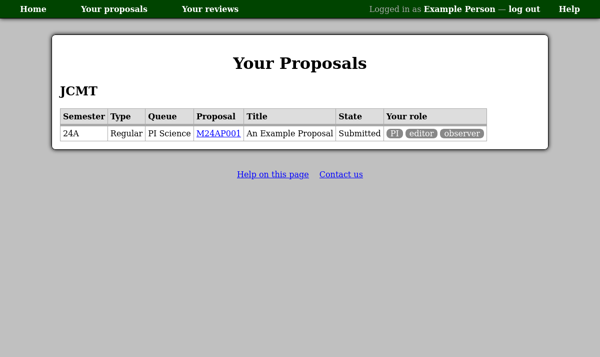 Home Your proposals Your reviews Logged in as Example Person — log out Help
Your Proposals
JCMT
Semester Type Queue Proposal Title State Your role
24A Regular PI Science M24AP001 An Example Proposal Submitted PI editor observer
Help on this page Contact us